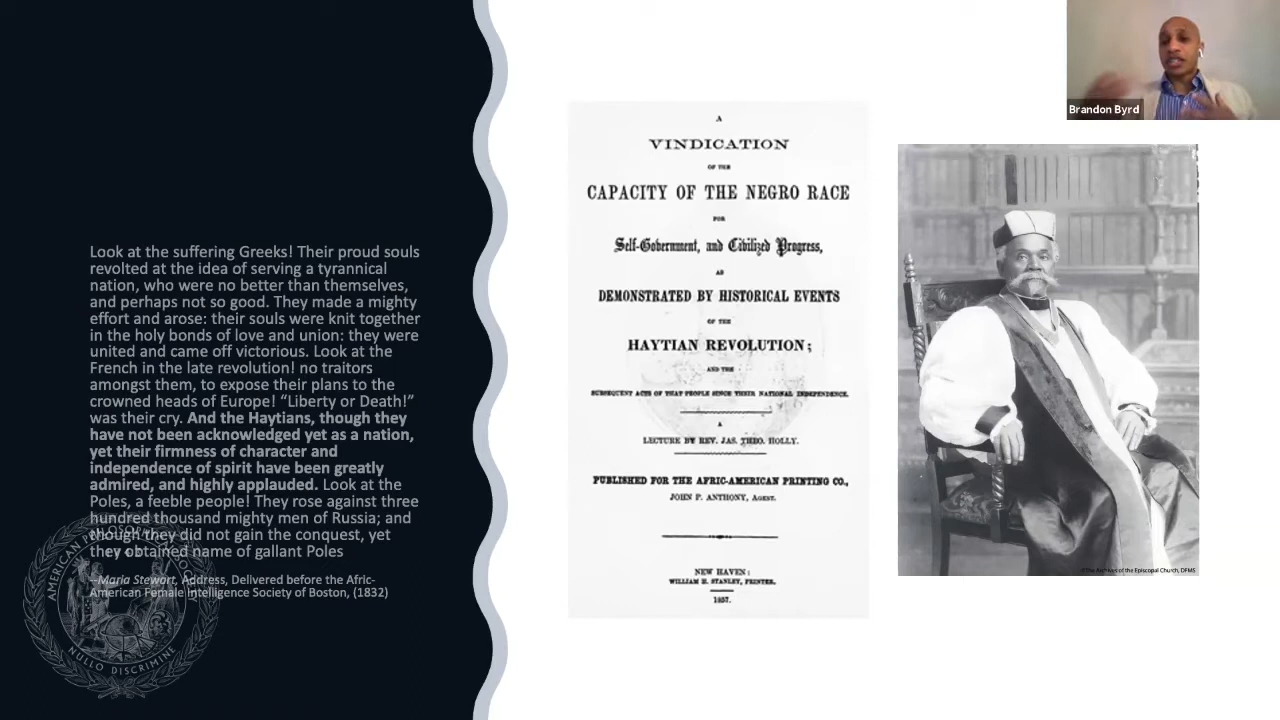 Look at the suffering Greeks! Their proud souls
revolted at the idea of serving a tyrannical
nation, who were no better than themselves,
and perhaps not so good. They made a mighty
effort and arose: their souls were knit together
in the holy bonds of love and union: they were
united and came off victorious. Look at the
French in the late revolution! no traitors
amongst them, to expose their plans to the
crowned heads of Europe! “Liberty or Death!”
was their cry. And the Haytians, though they
have not been acknowledged yet as a nation,
yet their firmness of character and
independence of spirit have been greatly
admired, and highly applauded. Look at the
Poles, a feeble people! They rose against three
hundred thousand mighty men of Russia; and
though they did not gain the conquest, yet
they obtained name of gallant Poles
--Maria Stewart, Address, Delivered before the Afric-
American Female Intelligence Society of Boston, (1832)
AMERICAN PHILOSOPHICAL SOCIETY
NULLO DISCRIMINE
A
VINDICATION
OF THE
CAPACITY OF THE NEGRO RACE
FOR
Self-Government, and Civilized Progress,
AS
DEMONSTRATED BY HISTORICAL EVENTS
OF THE
HAYTIAN REVOLUTION;
AND THE
SUBSEQUENT ACTS OF THAT PEOPLE SINCE THEIR NATIONAL INDEPENDENCE.
A
LECTURE BY REV. JAS. THEO. HOLLY.
PUBLISHED FOR THE AFRIC-AMERICAN PRINTING CO.,
JOHN P. ANTHONY, AGENT.
NEW HAVEN:
WILLIAM H. STANLEY, PRINTER.
1857.
©The Archives of the Episcopal Church, DFMS
Brandon Byrd